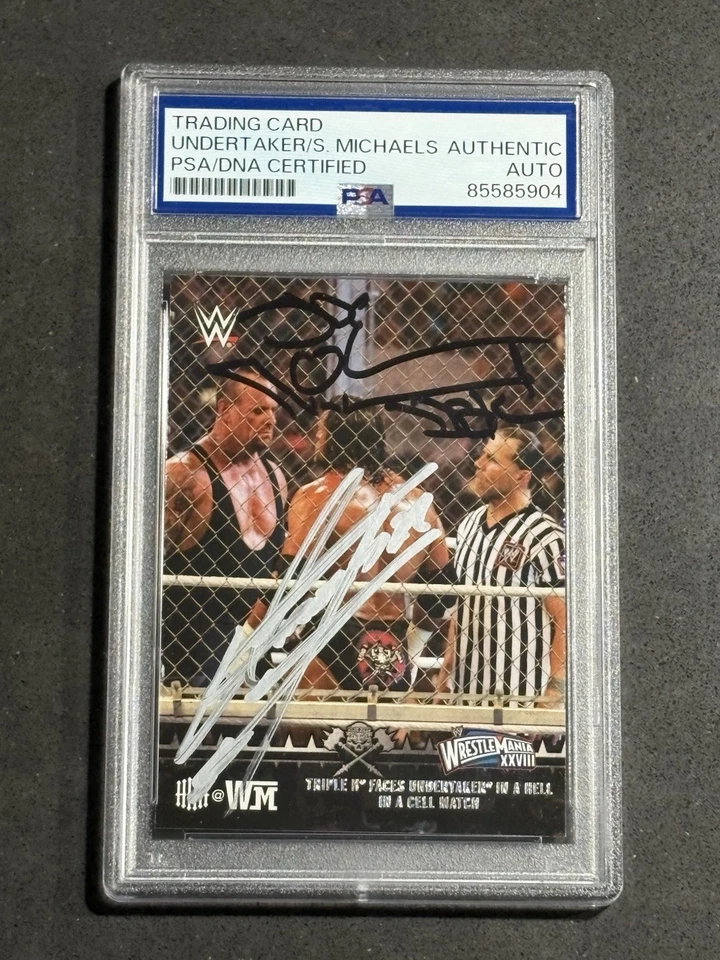 TRADING CARD
UNDERTAKER/S. MICHAELS AUTHENTIC
PSA/DNA CERTIFIED AUTO
PSA 85585904
W
WRESTLEMANIA
XXVIII
@ WM
TRIPLE H® FACES UNDERTAKER® IN A HELL
IN A CELL MATCH